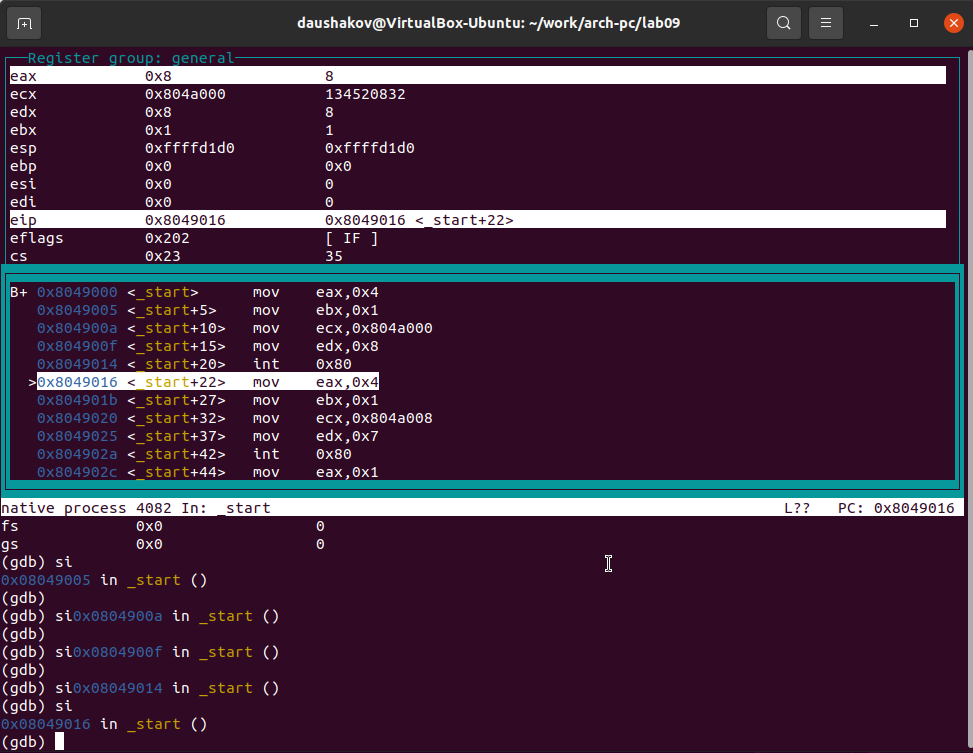 daushakov@VirtualBox-Ubuntu: ~/work/arch-pc/lab09
Register group: general
eax 0x8 8
ecx 0x804a000 134520832
edx 0x8 8
ebx 0x1 1
esp 0xffffd1d0 0xffffd1d0
ebp 0x0 0x0
esi 0x0 0
edi 0x0 0
eip 0x8049016 0x8049016 <_start+22>
eflags 0x202 [ IF ]
cs 0x23 35
B+ 0x8049000 <_start> mov eax,0x4
0x8049005 <_start+5> mov ebx,0x1
0x804900a <_start+10> mov ecx,0x804a000
0x804900f <_start+15> mov edx,0x8
0x8049014 <_start+20> int 0x80
>0x8049016 <_start+22> mov eax,0x4
0x804901b <_start+27> mov ebx,0x1
0x8049020 <_start+32> mov ecx,0x804a008
0x8049025 <_start+37> mov edx,0x7
0x804902a <_start+42> int 0x80
0x804902c <_start+44> mov eax,0x1
native process 4082 In: _start L?? PC: 0x8049016
fs 0x0 0
gs 0x0 0
(gdb) si
0x08049005 in _start ()
(gdb)
(gdb) si0x0804900a in _start ()
(gdb)
(gdb) si0x0804900f in _start ()
(gdb)
(gdb) si0x08049014 in _start ()
(gdb) si
0x08049016 in _start ()
(gdb)